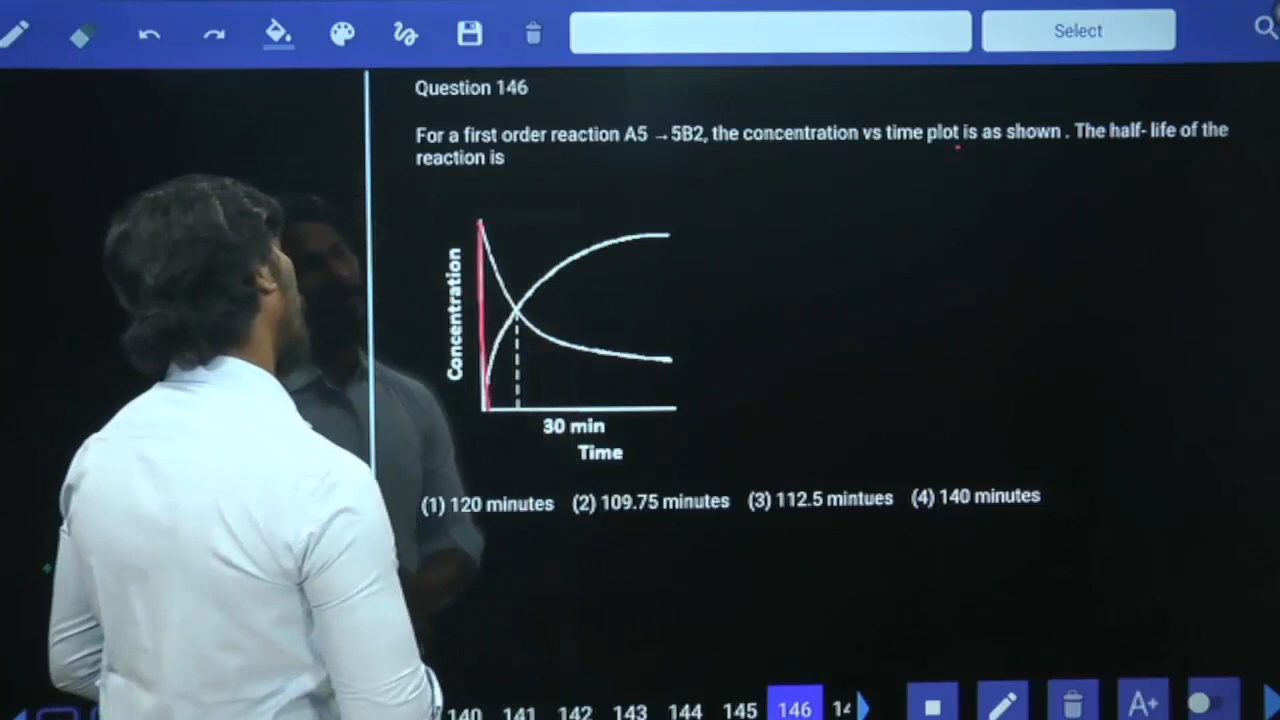 Select
Question 146
For a first order reaction A5 →5B2, the concentration vs time plot is as shown . The half- life of the
reaction is
Concentration
30 min
Time
(1) 120 minutes (2) 109.75 minutes (3) 112.5 mintues (4) 140 minutes
140 141 142 143 144 145 146 14
A+